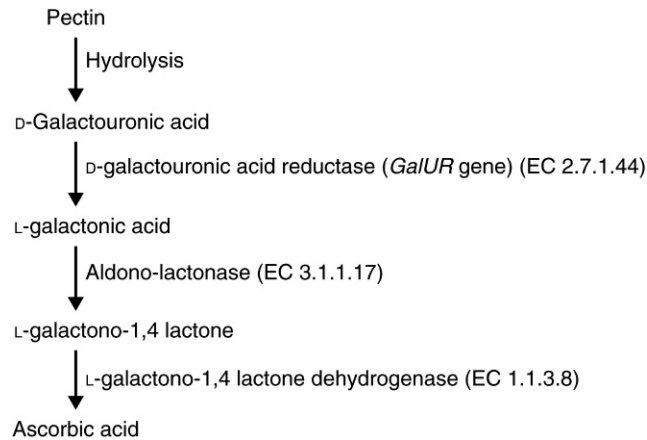 Pectin
Hydrolysis
D-Galactouronic acid
D-galactouronic acid reductase (GalUR gene) (EC 2.7.1.44)
L-galactonic acid
Aldono-lactonase (EC 3.1.1.17)
L-galactono-1,4 lactone
L-galactono-1,4 lactone dehydrogenase (EC 1.1.3.8)
Ascorbic acid